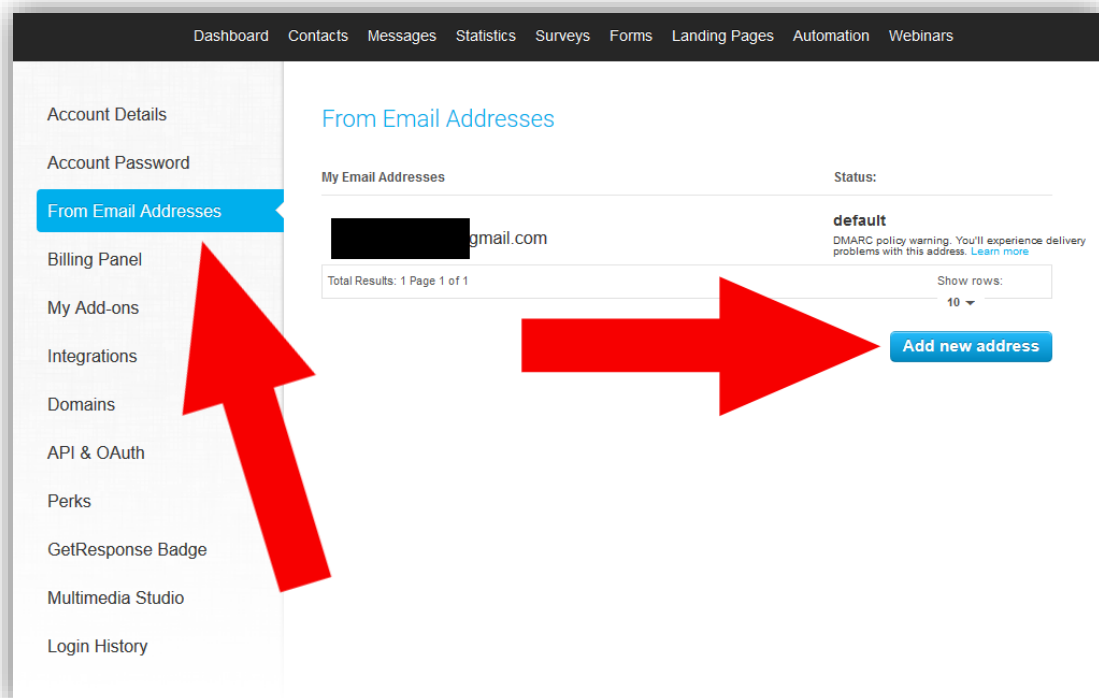 Dashboard Contacts Messages Statistics Surveys Forms Landing Pages Automation Webinars
Account Details
Account Password
From Email Addresses
Billing Panel
My Add-ons
Integrations
Domains
API & OAuth
Perks
GetResponse Badge
Multimedia Studio
Login History
From Email Addresses
My Email Addresses Status:
gmail.com
default
DMARC policy warning. You'll experience delivery
problems with this address. Learn more
Total Results: 1 Page 1 of 1
Show rows:
10
Add new address